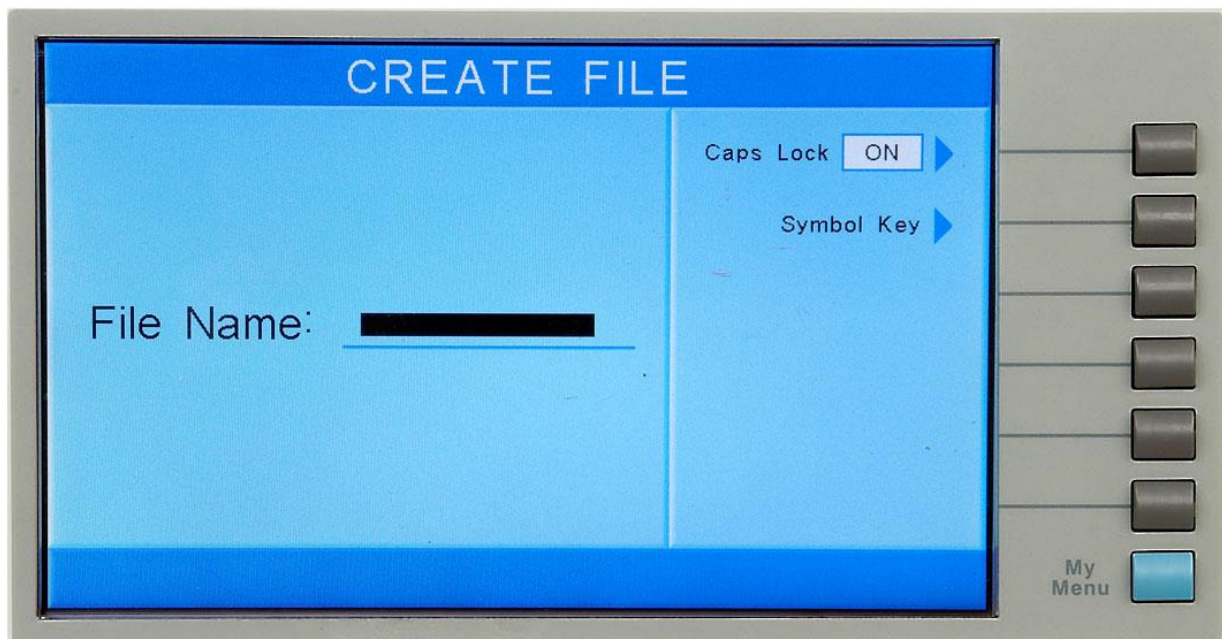 CREATE FILE
Caps Lock ON
Symbol Key
File Name:
My
Menu